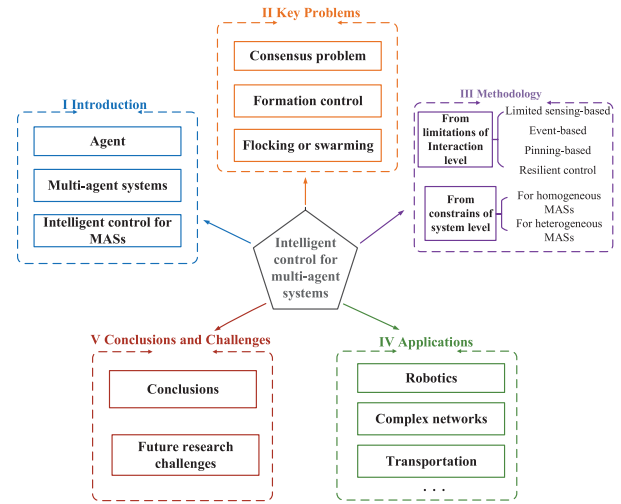 II Key Problems
Consensus problem
Formation control
Flocking or swarming
I Introduction
Agent
Multi-agent systems
Intelligent control for
MASs
III Methodology
From
limitations of
Interaction
level
Limited sensing-based
Event-based
Pinning-based
Resilient control
From
constrains of
system level
For homogeneous
MASs
For heterogeneous
MASs
Intelligent
control for
multi-agent
systems
V Conclusions and Challenges
Conclusions
Future research
challenges
IV Applications
Robotics
Complex networks
Transportation
. . .